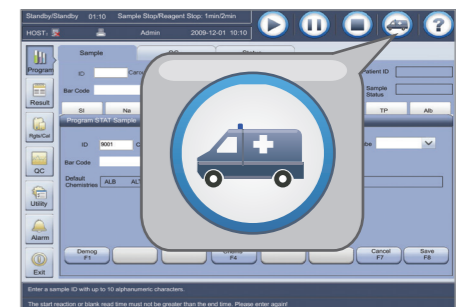 Standby/Standby 01:10 Sample Stop/Reagent Stop: 1min/2min
HOST: Admin 2009-12-01 10:10
?
Program
Result
Rgts/Cal
QC
Utility
Alarm
Exit
Sample
ID
Patient ID
Bar Code
Sample Status
SI Na TP Alb
Program STAT Sample
ID 9001
Bar Code
Default Chemistries ALB
Demog F1
F4
Cancel F7
Save F8
Enter a sample ID with up to 10 alphanumeric characters.
The start reaction or blank read time must not be greater than the end time. Please enter again!